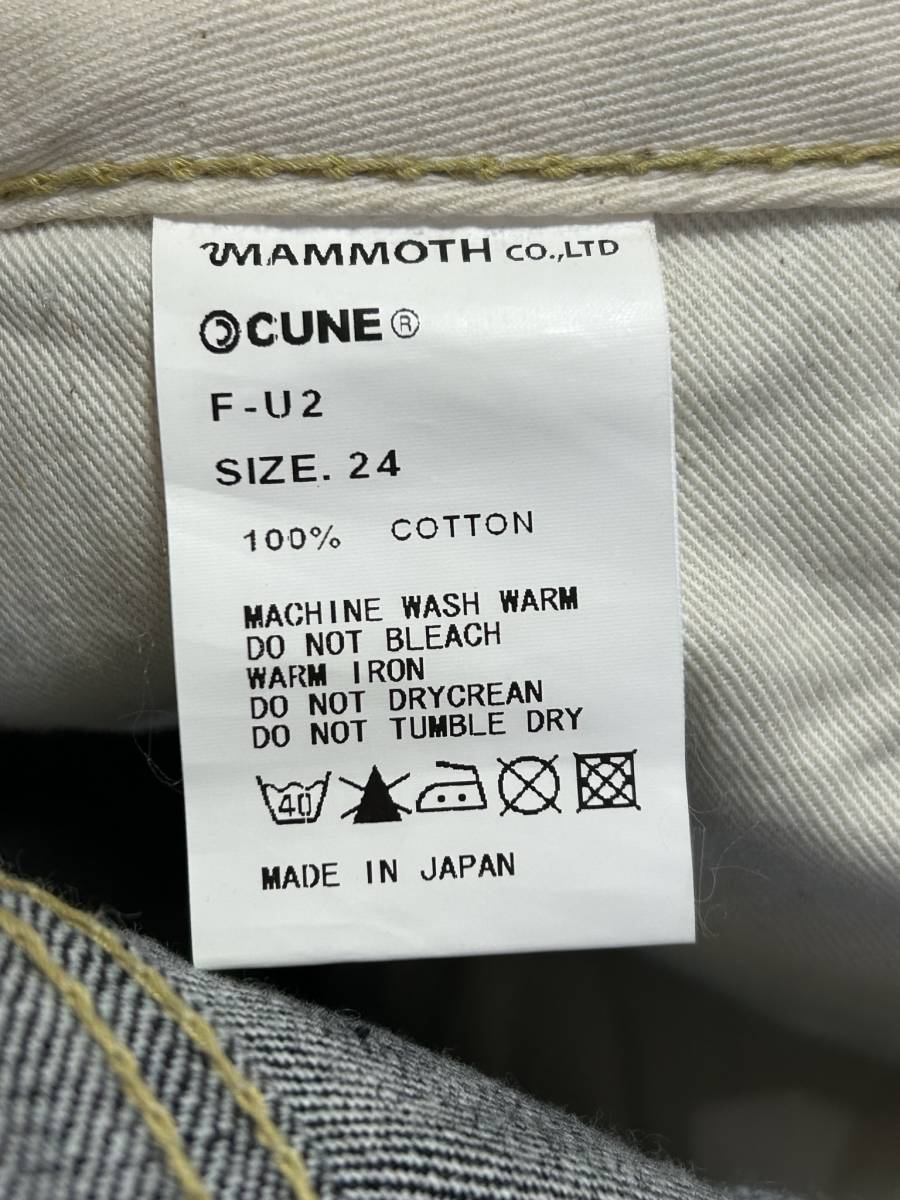 MAMMOTH CO.,LTD
CUNE®
F-U2
SIZE. 24
100% COTTON
MACHINE WASH WARM
DO NOT BLEACH
WARM IRON
DO NOT DRYCREAN
DO NOT TUMBLE DRY
40
MADE IN JAPAN